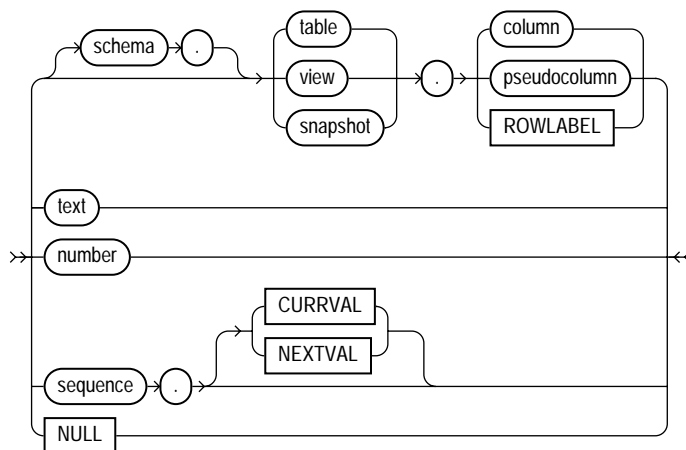 schema . table column
view . pseudocolumn
snapshot ROWLABEL
text
number
CURRVAL
NEXTVAL
sequence .
NULL